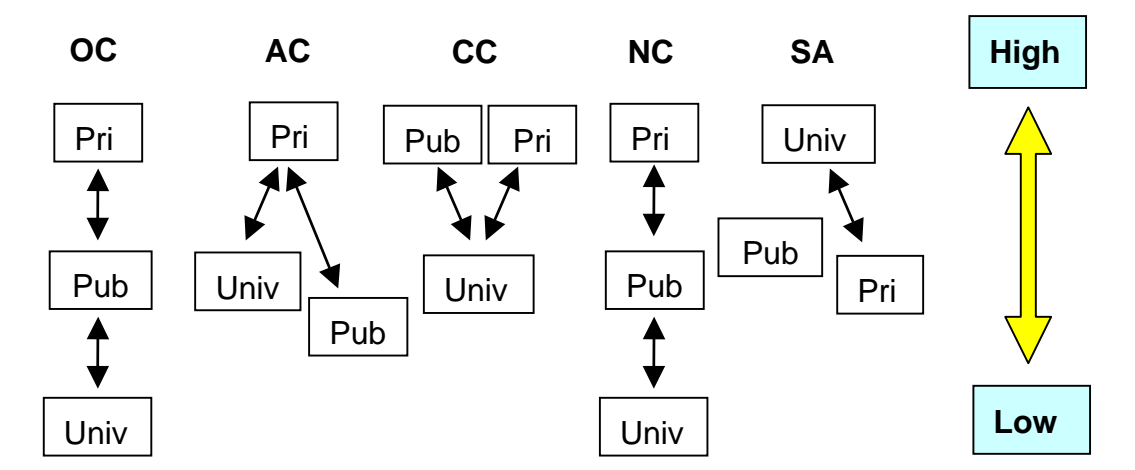 OC AC CC NC SA High
Pri Pri Pub Pri Pri Univ
Pub Univ Pub Univ Pub Pub Pri
Univ Univ Low